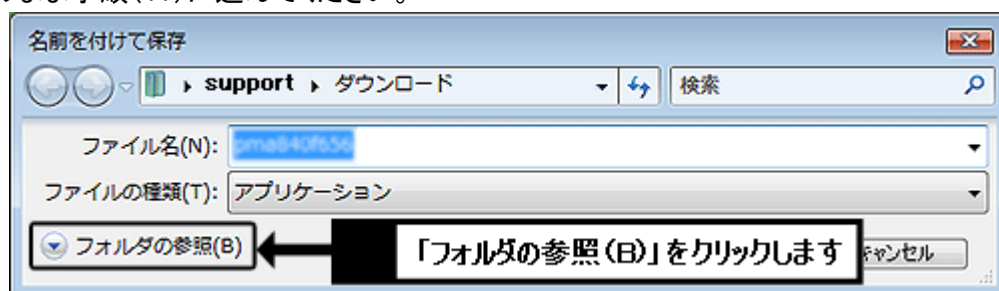 名前を付けて保存
support ダウンロード 検索
ファイル名(N): pma840f656
ファイルの種類(T): アプリケーション
フォルダの参照(B)
「フォルダの参照(B)」をクリックします
キャンセル